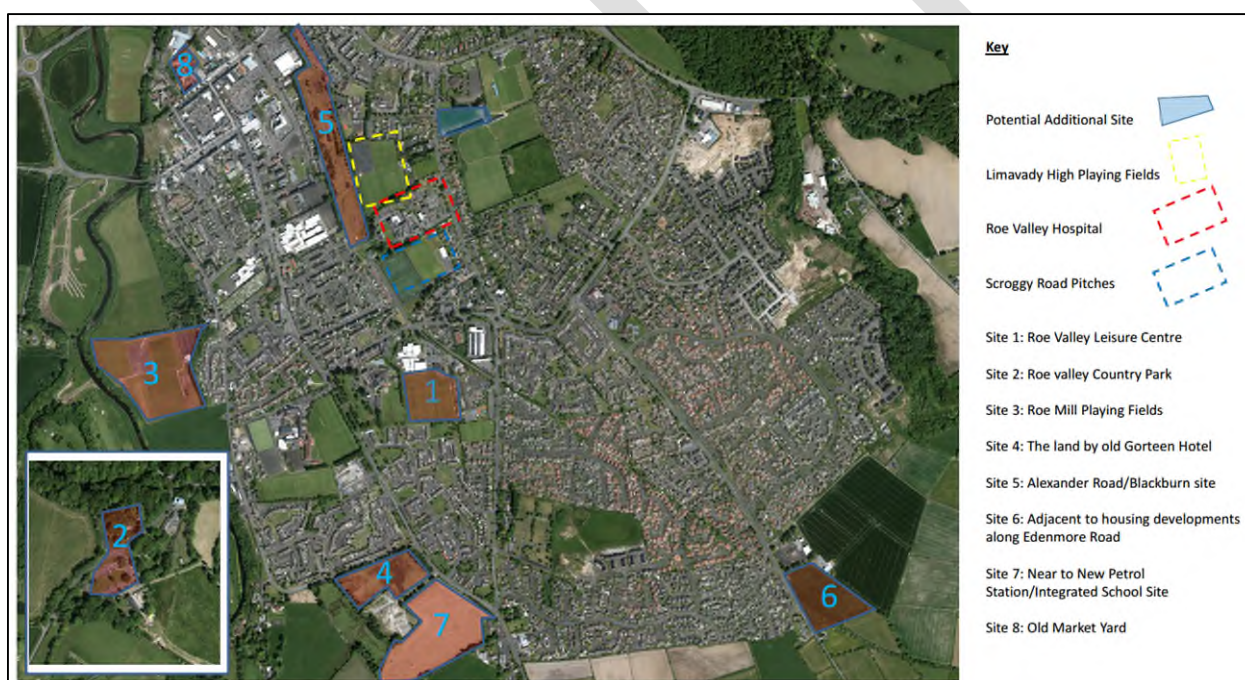 8
5
3
1
2
4
7
6
Key
Potential Additional Site
Limavady High Playing Fields
Roe Valley Hospital
Scroggy Road Pitches
Site 1: Roe Valley Leisure Centre
Site 2: Roe valley Country Park
Site 3: Roe Mill Playing Fields
Site 4: The land by old Gorteen Hotel
Site 5: Alexander Road/Blackburn site
Site 6: Adjacent to housing developments
along Edenmore Road
Site 7: Near to New Petrol
Station/Integrated School Site
Site 8: Old Market Yard